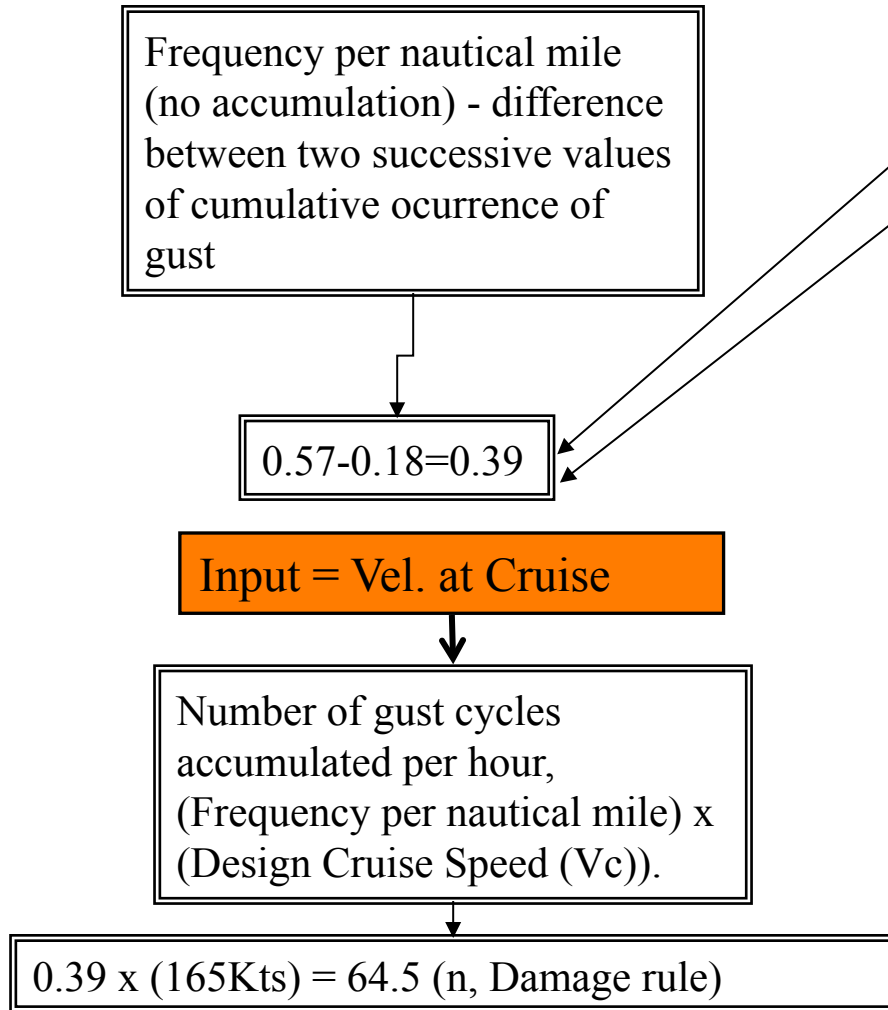 Frequency per nautical mile
(no accumulation) - difference
between two successive values
of cumulative ocurrence of
gust
0.57-0.18=0.39
Input = Vel. at Cruise
Number of gust cycles
accumulated per hour,
(Frequency per nautical mile) x
(Design Cruise Speed (Vc)).
0.39 x (165Kts) = 64.5 (n, Damage rule)